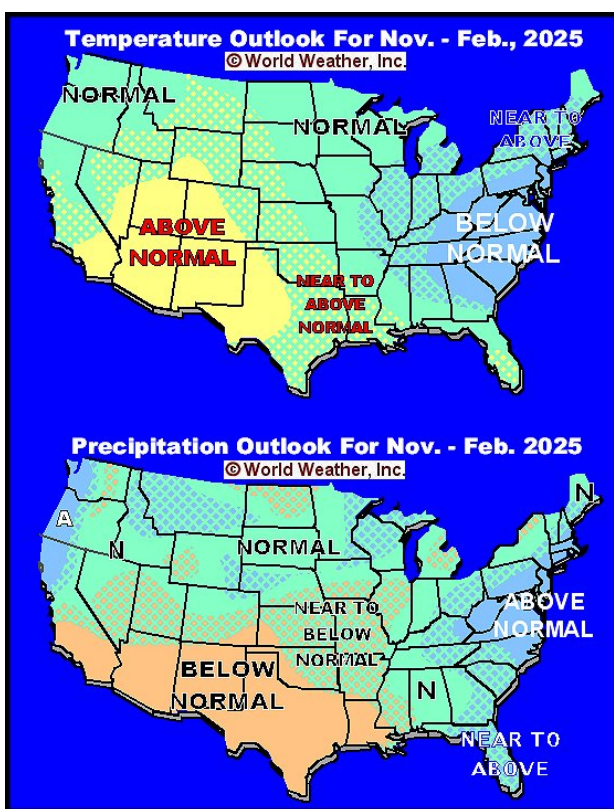 Temperature Outlook For Nov. - Feb., 2025
© World Weather, Inc.
NORMAL
NORMAL
NEAR TO
ABOVE
ABOVE
NORMAL
BELOW
NORMAL
NEAR TO
ABOVE
NORMAL
Precipitation Outlook For Nov. - Feb. 2025
© World Weather, Inc.
A
N
NORMAL
N
NEAR TO
BELOW
NORMAL
ABOVE
NORMAL
BELOW
NORMAL
N
NEAR TO
ABOVE